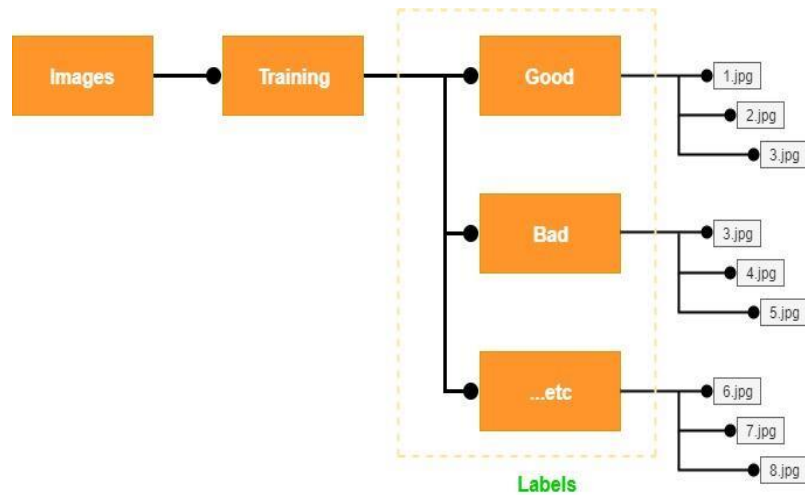 Images
Training
Good
1.jpg
2.jpg
3.jpg
Bad
3.jpg
4.jpg
5.jpg
...etc
6.jpg
7.jpg
8.jpg
Labels